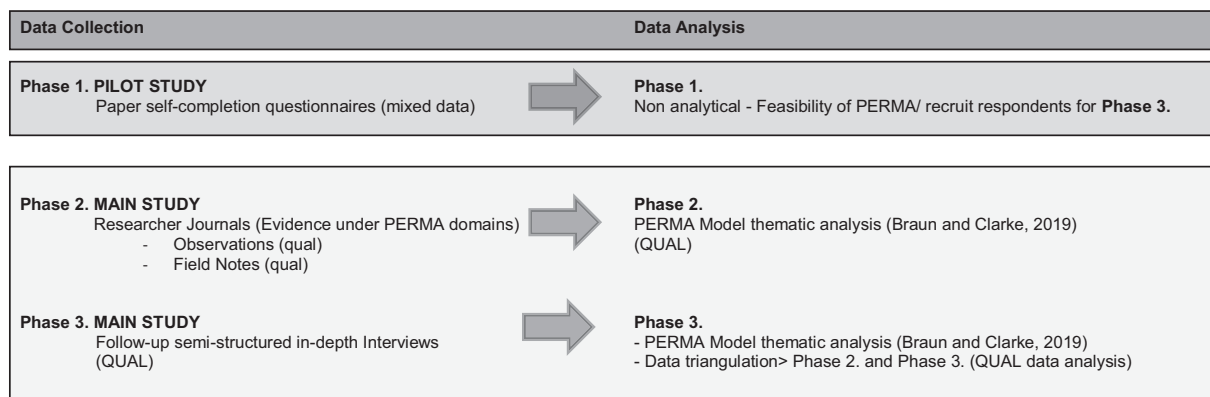 Data Collection
Data Analysis
Phase 1. PILOT STUDY
Paper self-completion questionnaires (mixed data)
Phase 1.
Non analytical - Feasibility of PERMA/ recruit respondents for Phase 3.
Phase 2. MAIN STUDY
Researcher Journals (Evidence under PERMA domains)
- Observations (qual)
- Field Notes (qual)
Phase 2.
PERMA Model thematic analysis (Braun and Clarke, 2019)
(QUAL)
Phase 3. MAIN STUDY
Follow-up semi-structured in-depth Interviews
(QUAL)
Phase 3.
- PERMA Model thematic analysis (Braun and Clarke, 2019)
- Data triangulation> Phase 2. and Phase 3. (QUAL data analysis)